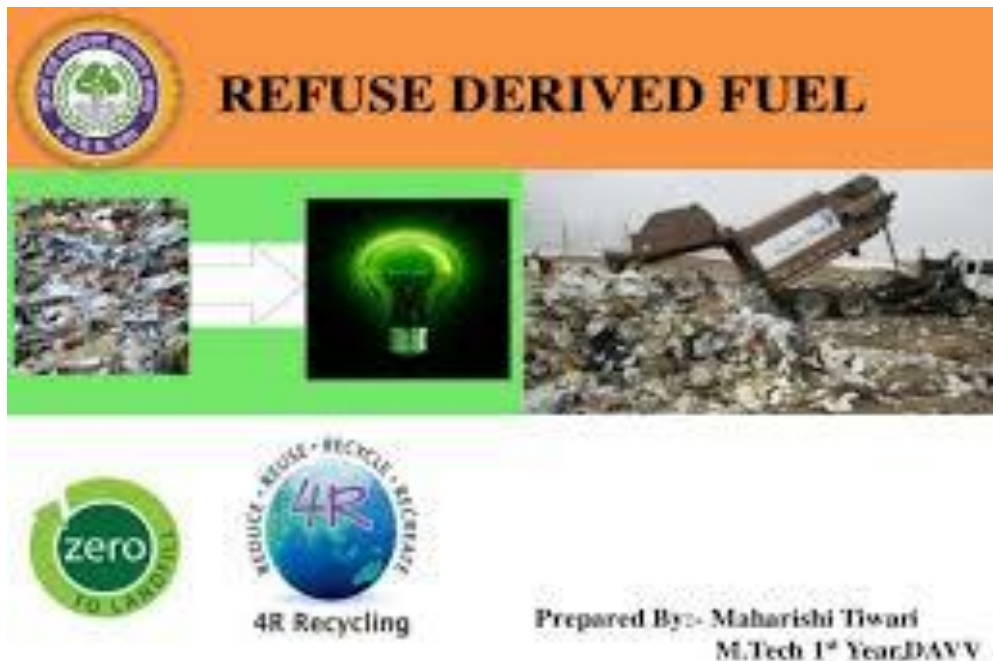 REFUSE DERIVED FUEL
zero
TO LANDFILL
REDUCE • REUSE • RECYCLE • RECREATE
4R
4R Recycling
Prepared By:- Maharishi Tiwari
M.Tech 1st Year,DAVV